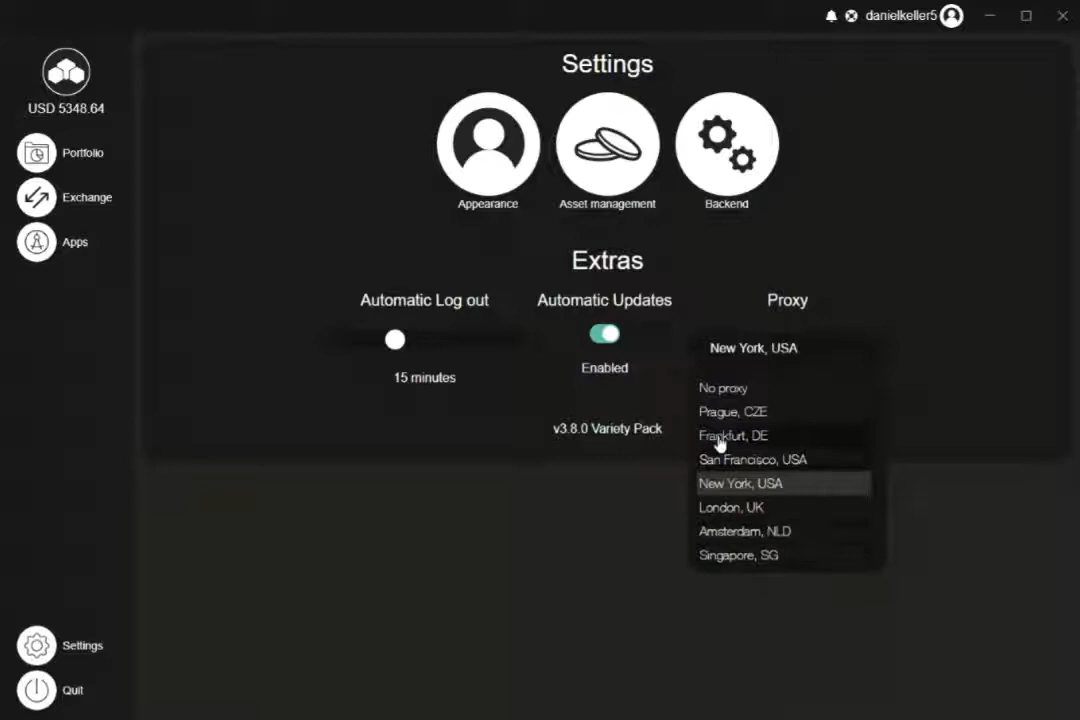 danielkeller5
USD 5348.64
Portfolio
Exchange
Apps
Settings
Quit
Settings
Appearance
Asset management
Backend
Extras
Automatic Log out
15 minutes
Automatic Updates
Enabled
v3.8.0 Variety Pack
Proxy
New York, USA
No proxy
Prague, CZE
Frankfurt, DE
San Francisco, USA
New York, USA
London, UK
Amsterdam, NLD
Singapore, SG